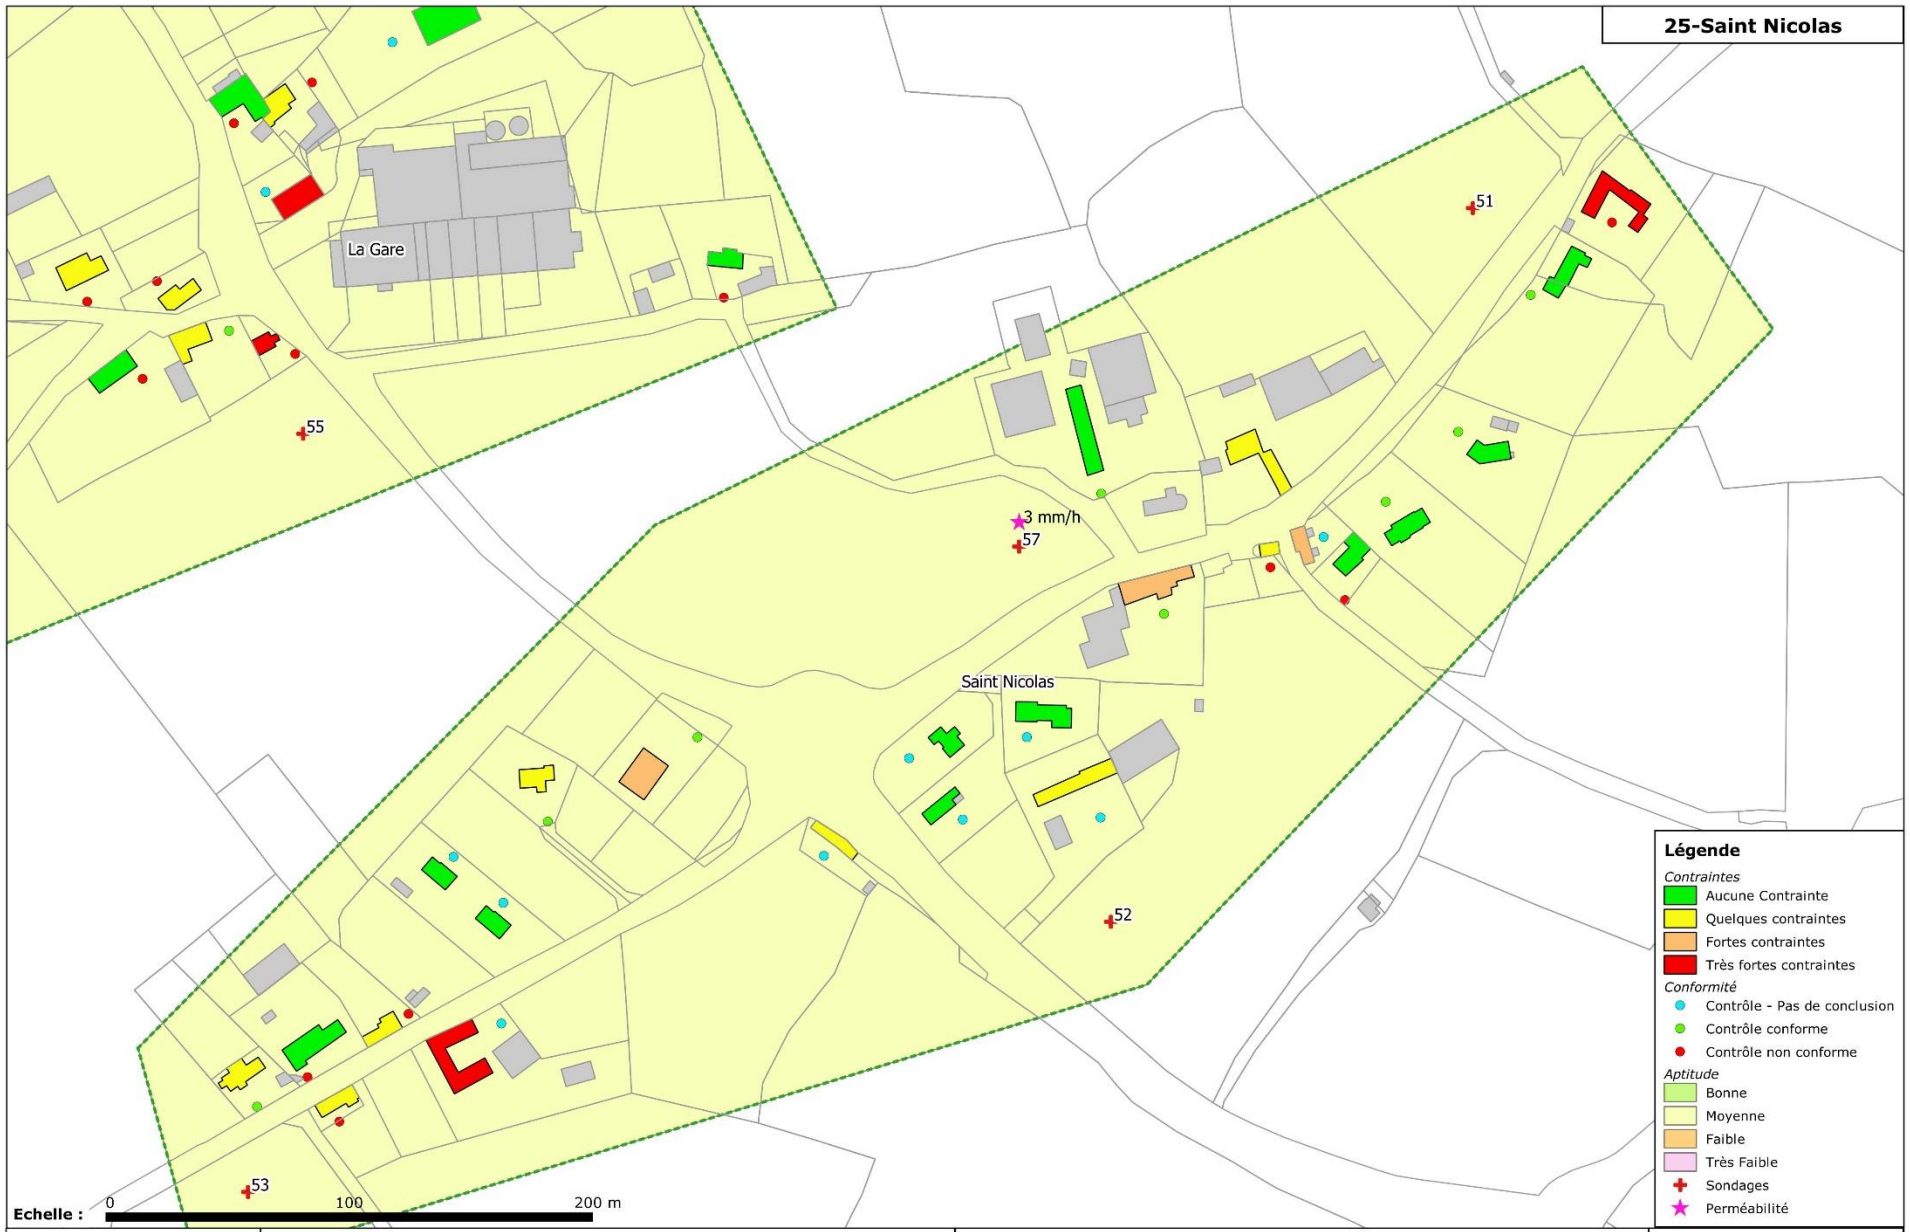 25-Saint Nicolas
51
La Gare
55
3 mm/h
57
Saint Nicolas
52
53
Echelle :
0 100 200 m
Légende
Contraintes
Aucune Contrainte
Quelques contraintes
Fortes contraintes
Très fortes contraintes
Conformité
Contrôle - Pas de conclusion
Contrôle conforme
Contrôle non conforme
Aptitude
Bonne
Moyenne
Faible
Très Faible
Sondages
Perméabilité